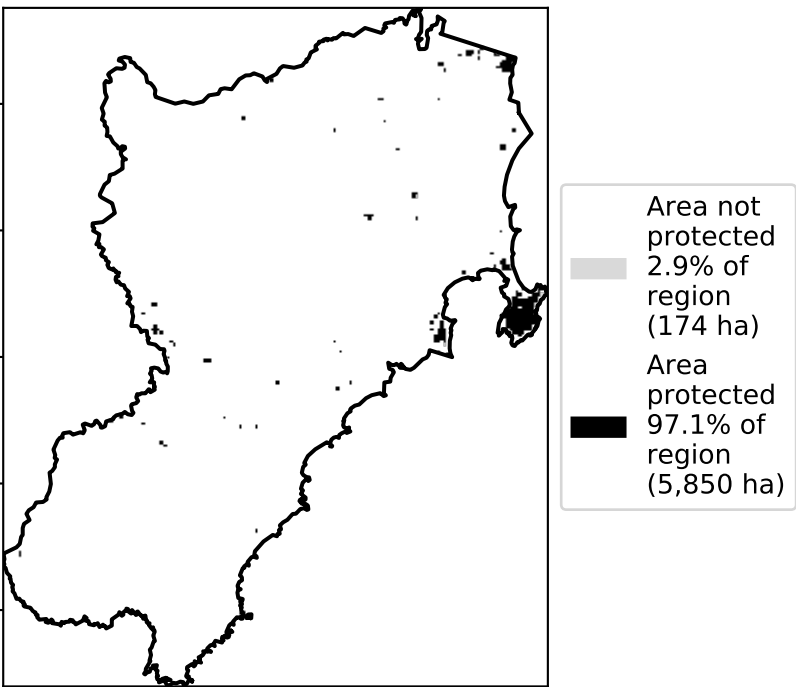 Area not
protected
2.9% of
region
(174 ha)
Area
protected
97.1% of
region
(5,850 ha)